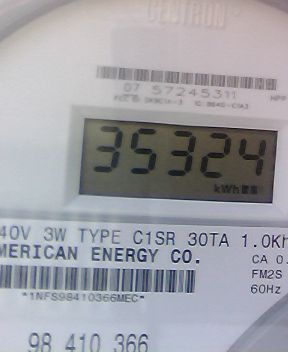 CENTRON
07 57245311
35324
kWh
40V 3W TYPE C1SR 30TA 1.0Kh
MERICAN ENERGY CO.
CA 0.
FM2S
60Hz
*1NFS98410366MEC*
98 410 366